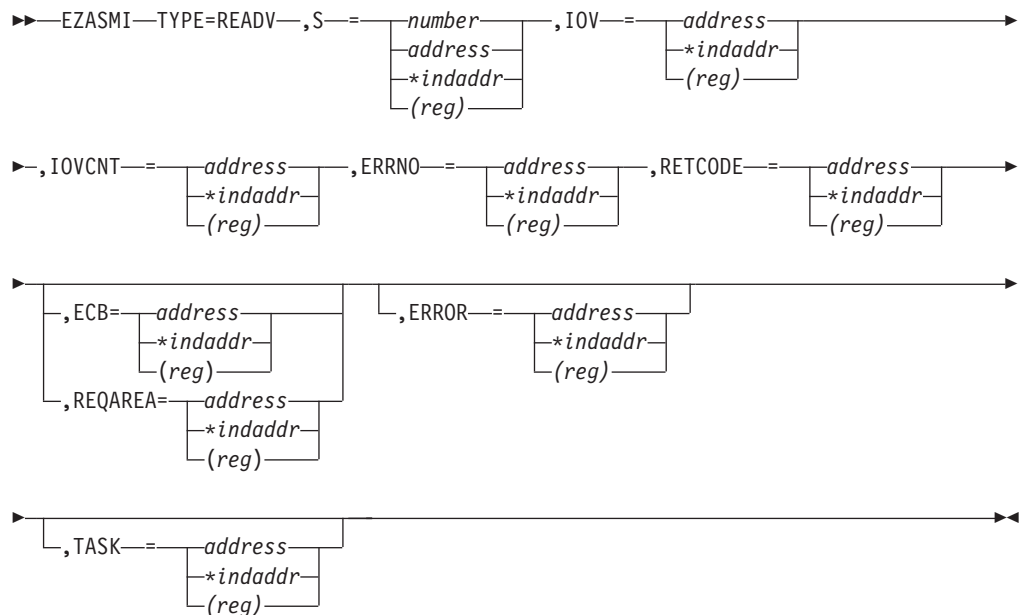 EZASMI TYPE=READV ,S = number ,IOV = address
address *indaddr
*indaddr (reg)
(reg)
,IOVCNT = address ,ERRNO = address ,RETCODE = address
*indaddr *indaddr *indaddr
(reg) (reg) (reg)
,ECB= address ,ERROR = address
*indaddr *indaddr
(reg) (reg)
,REQAREA= address
*indaddr
(reg)
,TASK = address
*indaddr
(reg)